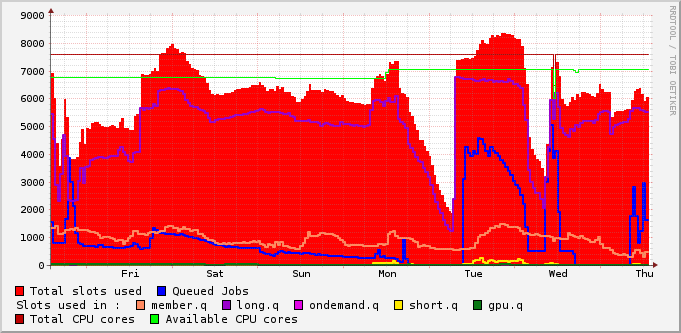 RRDTOOL / TOBI OETIKER
9000
8000
7000
6000
5000
4000
3000
2000
1000
0
Fri Sat Sun Mon Tue Wed Thu
Total slots used Queued Jobs
Slots used in : member.q long.q ondemand.q short.q gpu.q
Total CPU cores Available CPU cores